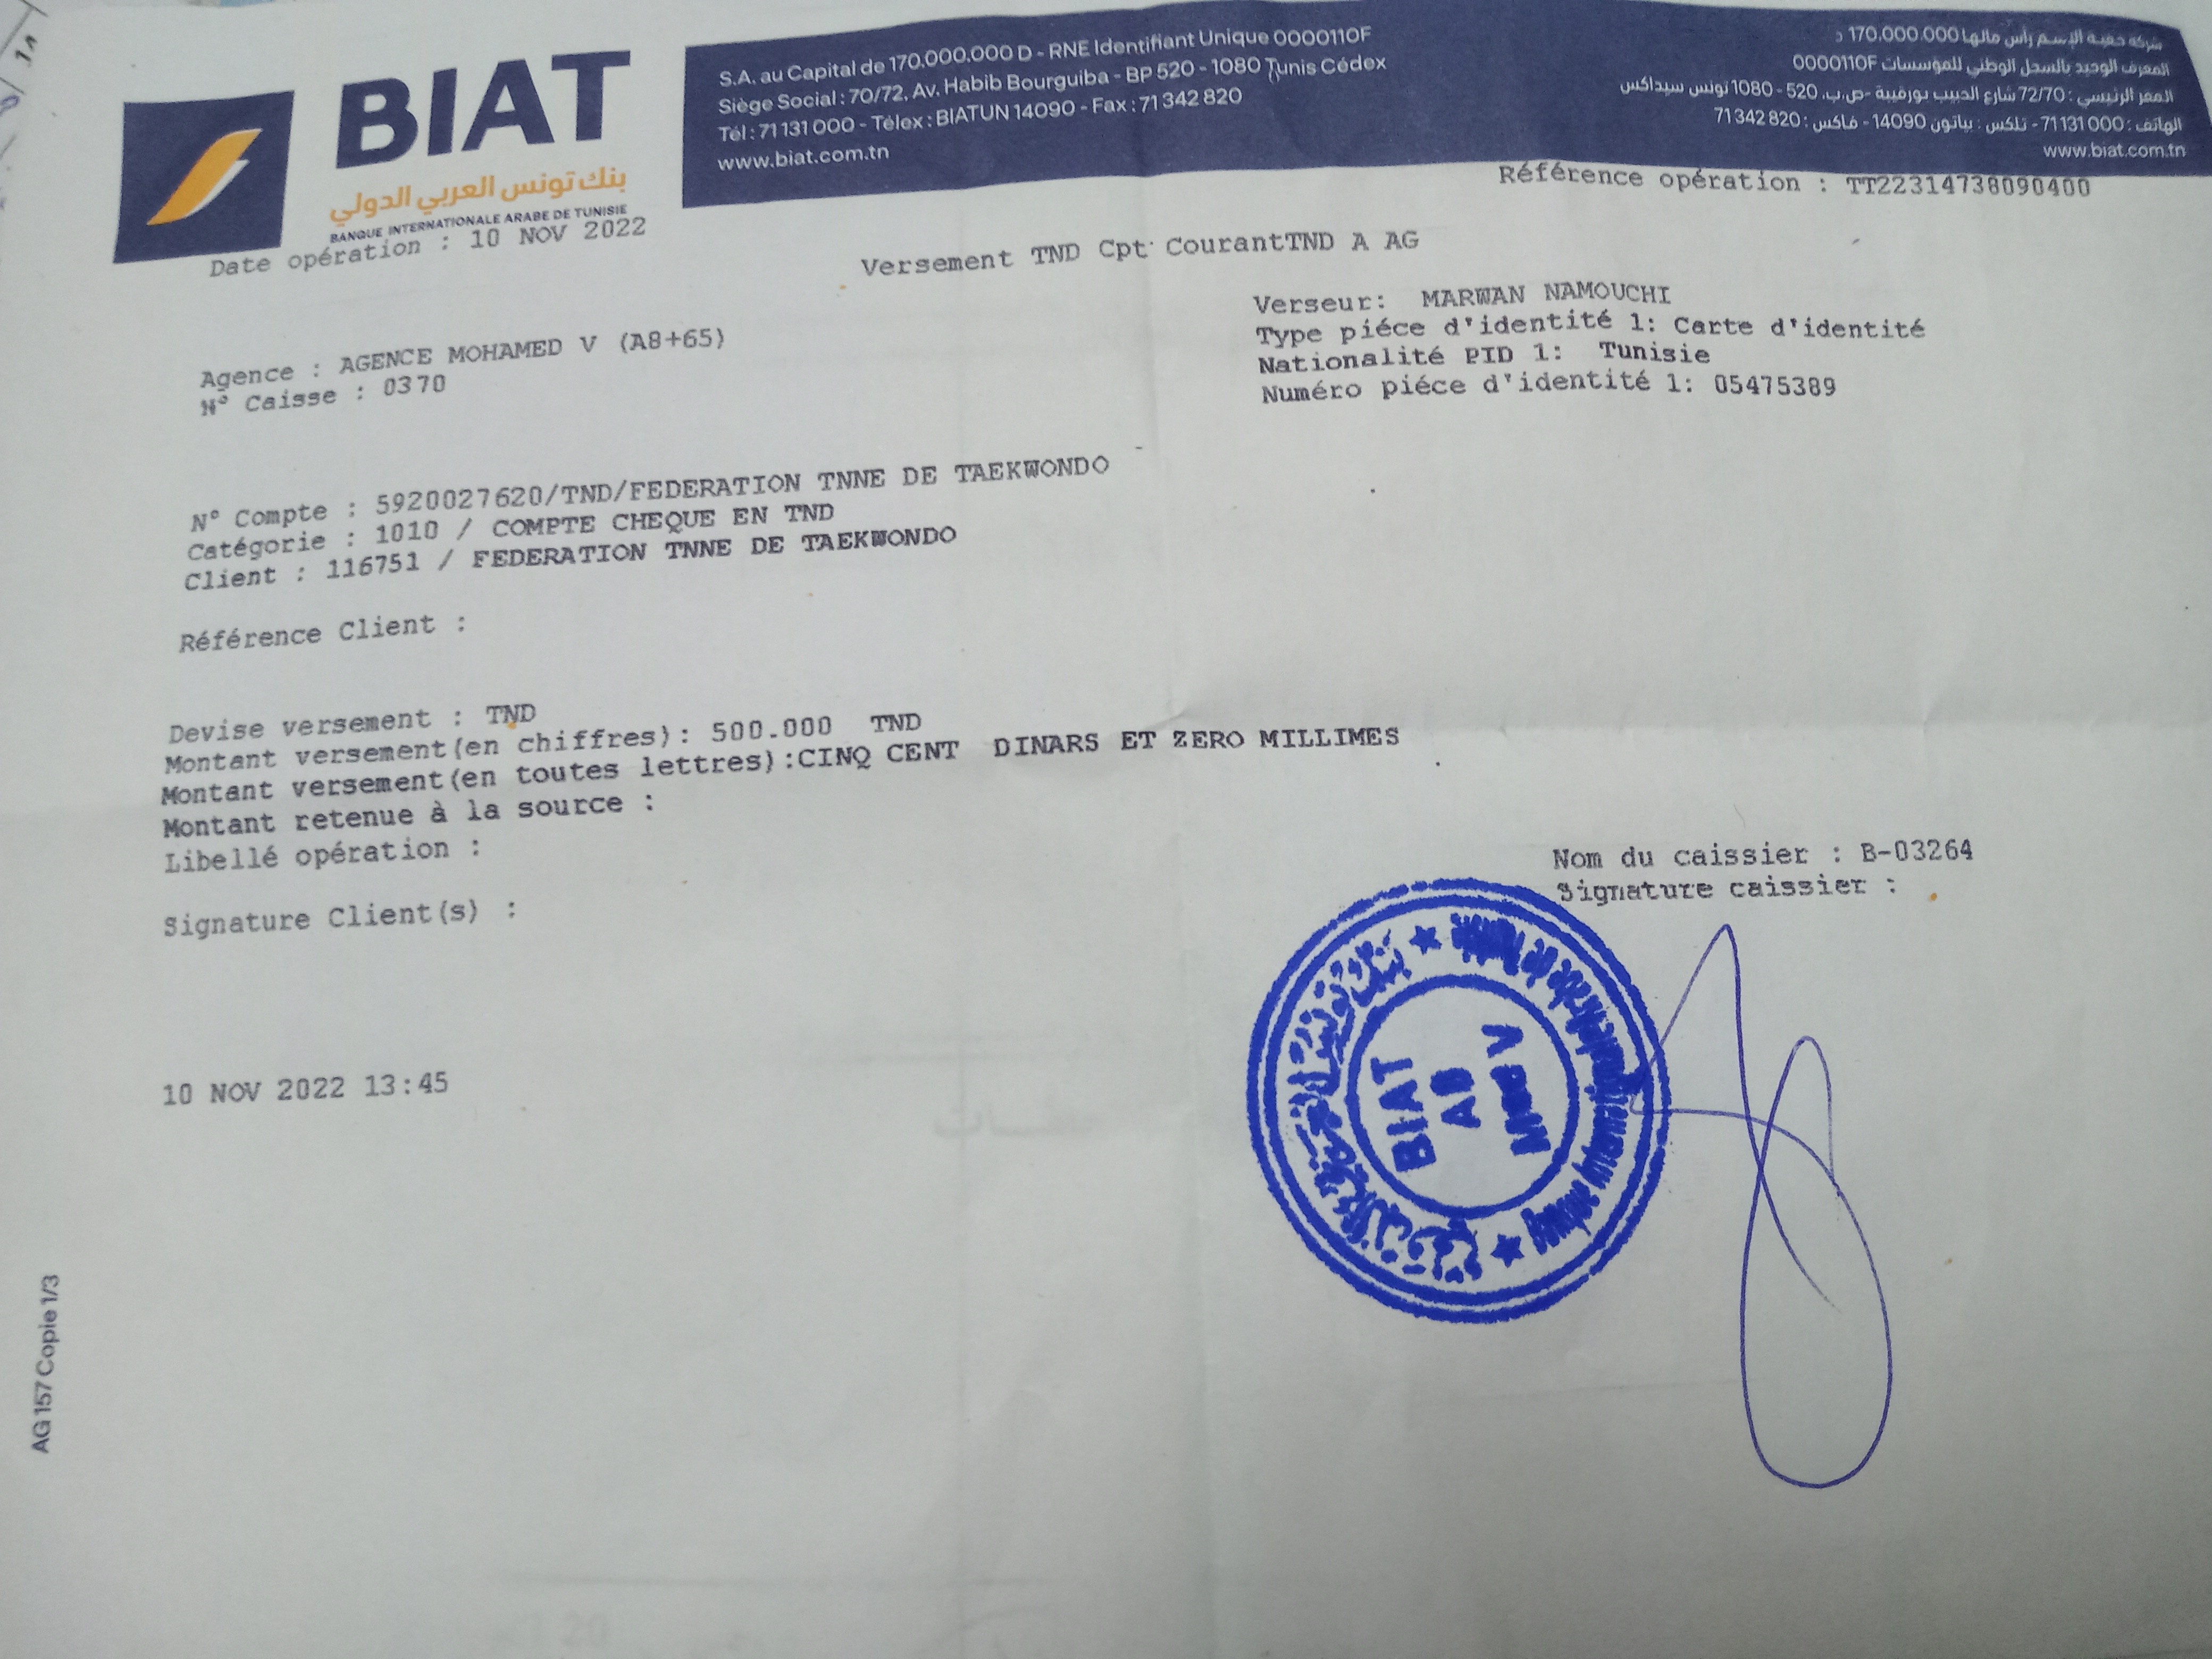 BIAT
بنك تونس العربي الدولي
BANQUE INTERNATIONALE ARABE DE TUNISIE
S.A. au Capital de 170.000.000 D - RNE Identifiant Unique 0000110F
Siège Social : 70/72, Av. Habib Bourguiba - BP 520 - 1080 Tunis Cédex
Tél : 71 131 000 - Télex : BIATUN 14090 - Fax : 71 342 820
www.biat.com.tn
شركة خفية الإسم رأس مالها 170.000.000 د
المعرف الوحيد بالسجل الوطني للمؤسسات 0000110F
المقر الرئيسي : 72/70 شارع الحبيب بورقيبة -ص.ب. 520 - 1080 تونس سيداكس
الهاتف : 71131 000 - تلكس : بياتون 14090 - فاكس : 71 342 820
www.biat.com.tn
Référence opération : TT22314738090400
Date opération : 10 NOV 2022
Versement TND Cpt CourantTND A AG
Verseur: MARWAN NAMOUCHI
Type piéce d'identité 1: Carte d'identité
Nationalité PID 1: Tunisie
Numéro piéce d'identité 1: 05475389
Agence : AGENCE MOHAMED V (A8+65)
N° Caisse : 0370
N° Compte : 5920027620/TND/FEDERATION TNNE DE TAEKWONDO
Catégorie : 1010 / COMPTE CHEQUE EN TND
Client : 116751 / FEDERATION TNNE DE TAEKWONDO
Référence Client :
Devise versement : TND
Montant versement(en chiffres): 500.000 TND
Montant versement(en toutes lettres):CINQ CENT DINARS ET ZERO MILLIMES
Montant retenue à la source :
Libellé opération :
Nom du caissier : B-03264
Signature caissier :
Signature Client(s) :
BIAT
A8
Med V
10 NOV 2022 13:45
AG 157 Copie 1/3